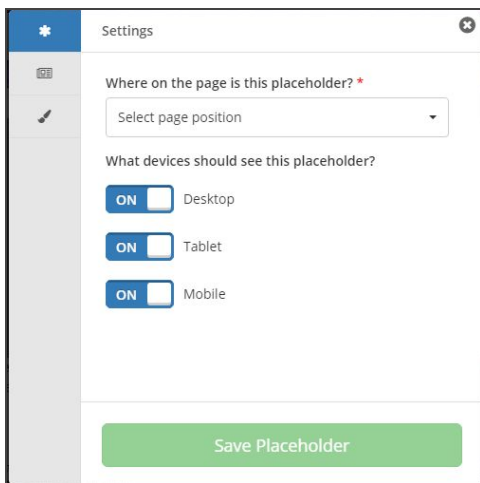 Settings
Where on the page is this placeholder? *
Select page position
What devices should see this placeholder?
ON Desktop
ON Tablet
ON Mobile
Save Placeholder